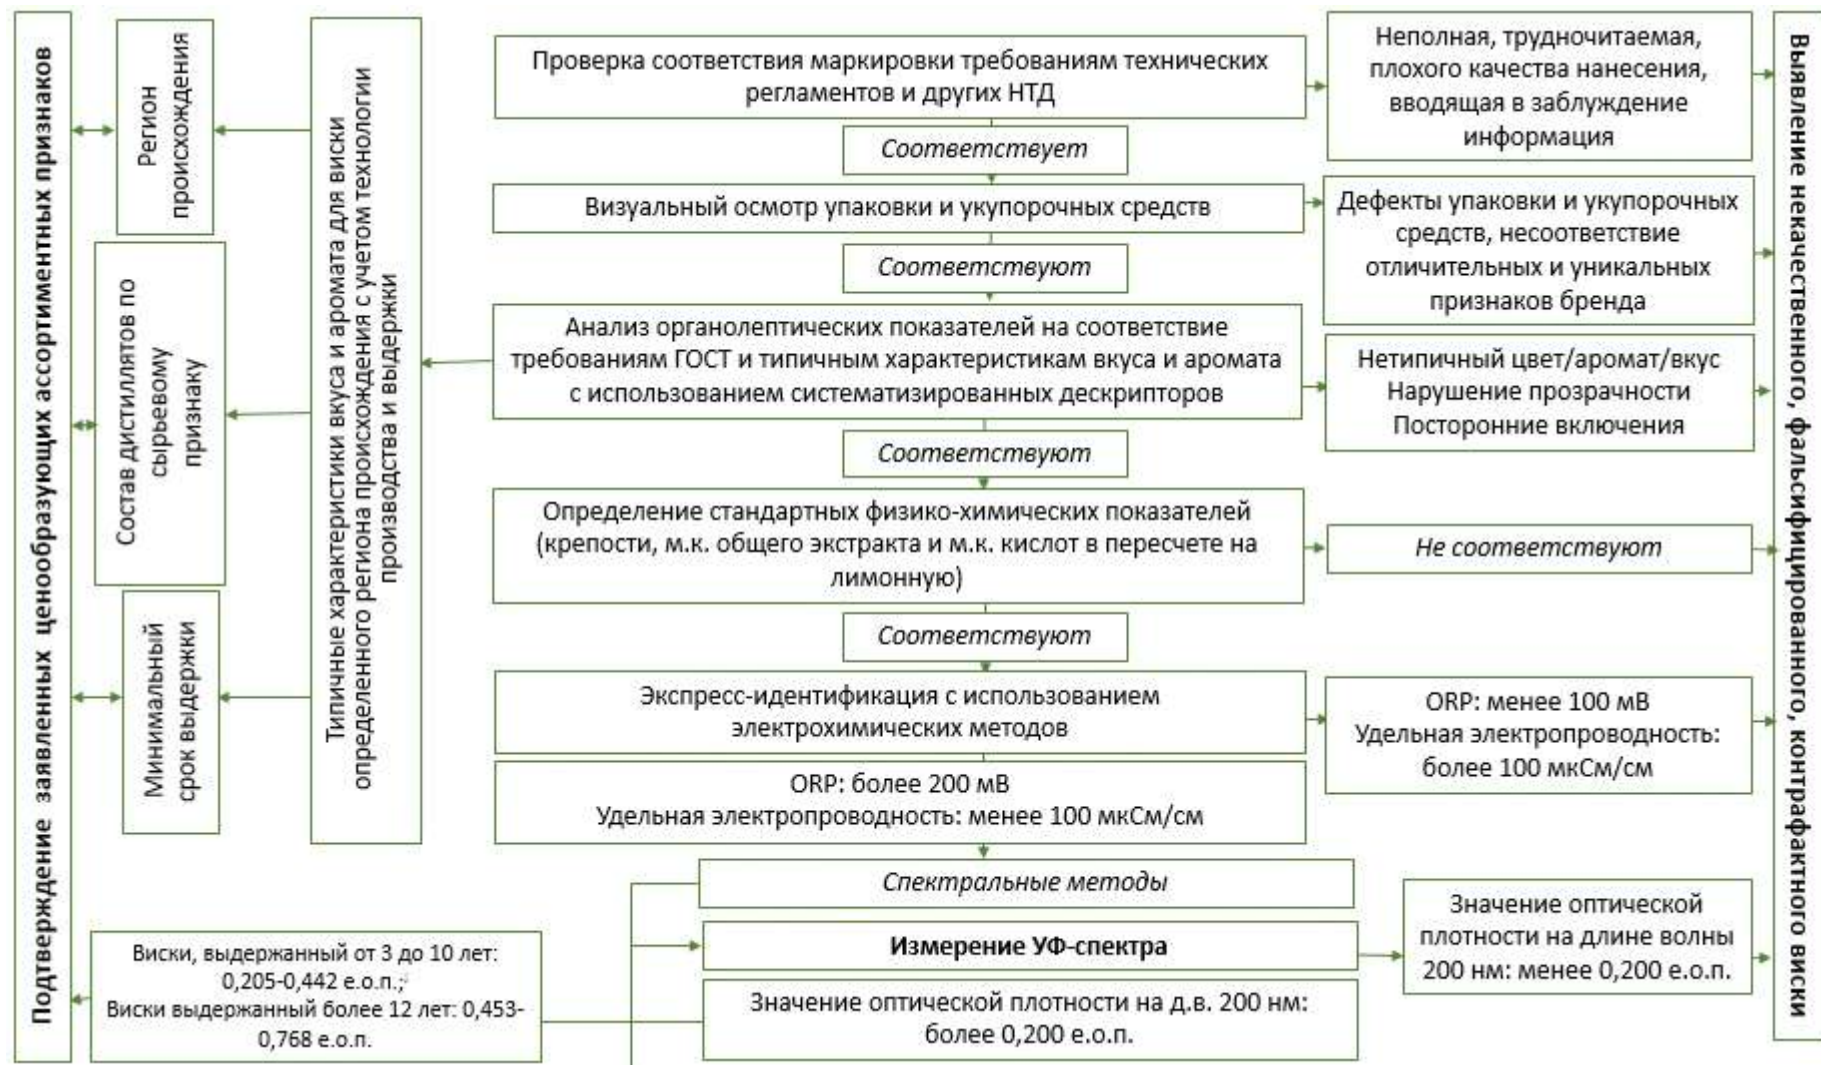 Подтверждение заявленных ценообразующих ассортиментных признаков
Регион
происхождения
Состав дистиллятов по
сырьевому
признаку
Минимальный
срок выдержки
Типичные характеристики вкуса и аромата для виски
определенного региона происхождения с учетом технологии
производства и выдержки
Проверка соответствия маркировки требованиям технических
регламентов и других НТД
Неполная, трудночитаемая,
плохого качества нанесения,
вводящая в заблуждение
информация
Соответствует
Визуальный осмотр упаковки и укупорочных средств
Дефекты упаковки и укупорочных
средств, несоответствие
отличительных и уникальных
признаков бренда
Соответствуют
Анализ органолептических показателей на соответствие
требованиям ГОСТ и типичным характеристикам вкуса и аромата
с использованием систематизированных дескрипторов
Нетипичный цвет/аромат/вкус
Нарушение прозрачности
Посторонние включения
Соответствуют
Определение стандартных физико-химических показателей
(крепости, м.к. общего экстракта и м.к. кислот в пересчете на
лимонную)
Не соответствуют
Соответствуют
Экспресс-идентификация с использованием
электрохимических методов
ORP: менее 100 мВ
Удельная электропроводность:
более 100 мкСм/см
ORP: более 200 мВ
Удельная электропроводность: менее 100 мкСм/см
Спектральные методы
Измерение УФ-спектра
Значение оптической
плотности на длине волны
200 нм: менее 0,200 е.о.п.
Значение оптической плотности на д.в. 200 нм:
более 0,200 е.о.п.
Виски, выдержанный от 3 до 10 лет:
0,205-0,442 е.о.п.;
Виски выдержанный более 12 лет: 0,453-
0,768 е.о.п.
Выявление некачественного, фальсифицированного, контрафактного виски